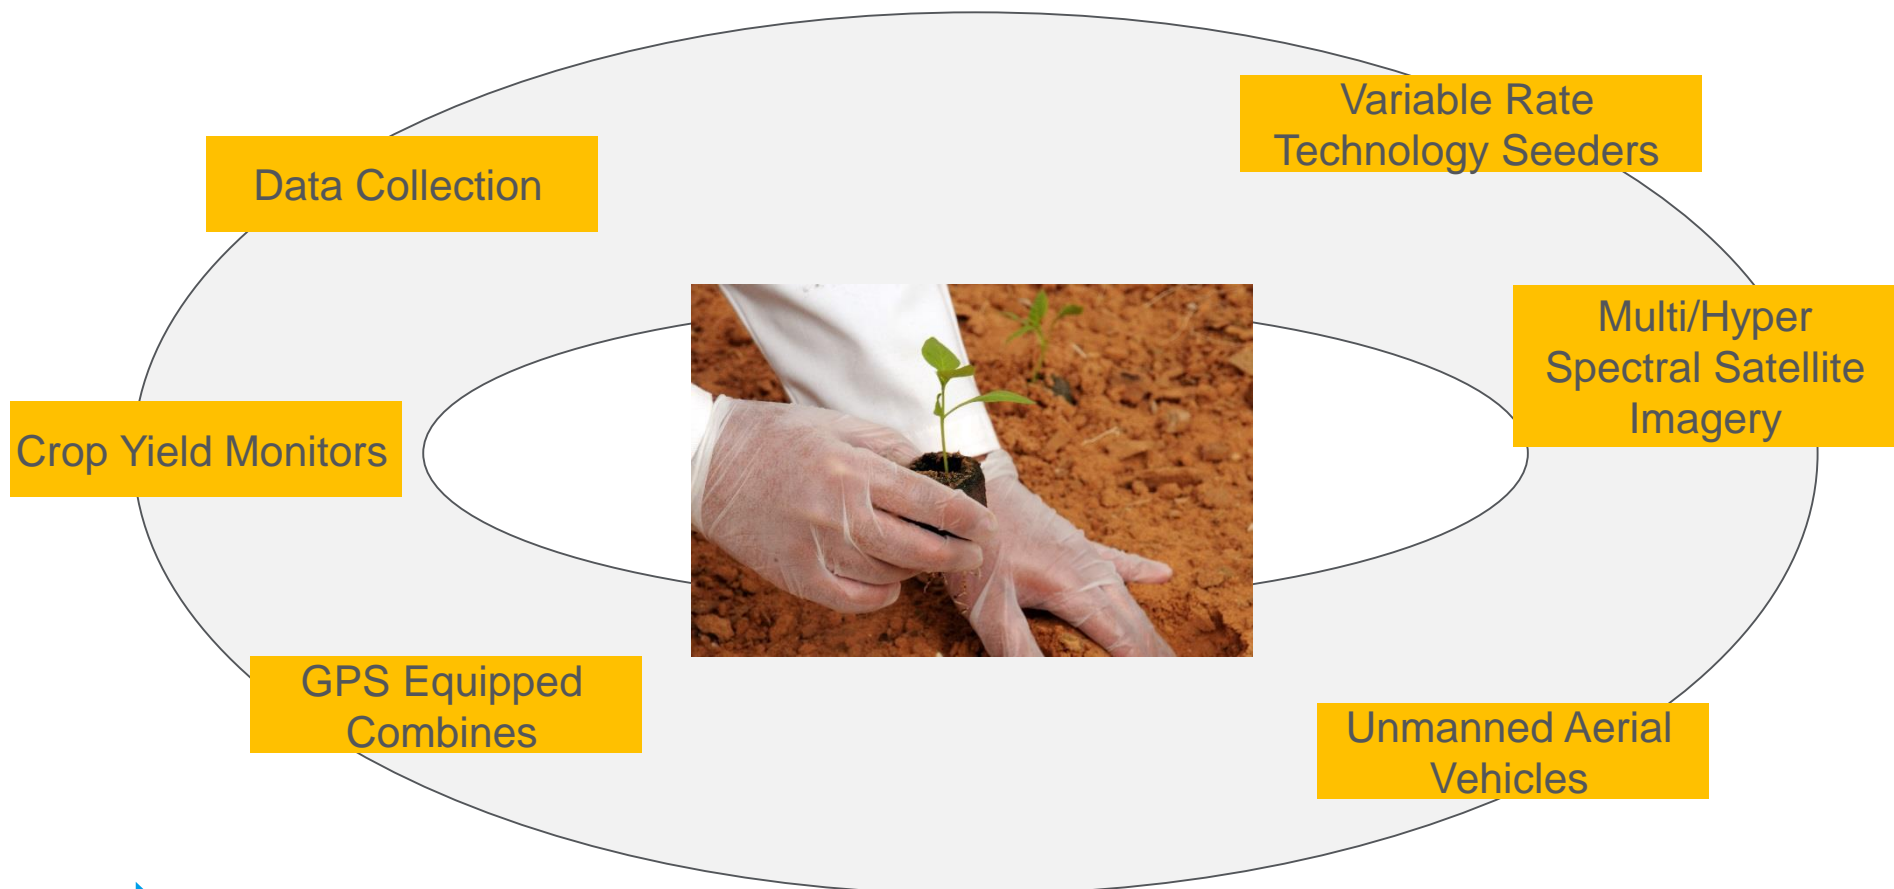 Variable Rate
Technology Seeders
Data Collection
Multi/Hyper
Spectral Satellite
Imagery
Crop Yield Monitors
GPS Equipped
Combines
Unmanned Aerial
Vehicles